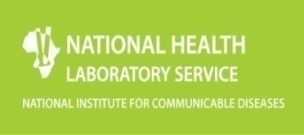 NATIONAL HEALTH
LABORATORY SERVICE
NATIONAL INSTITUTE FOR COMMUNICABLE DISEASES